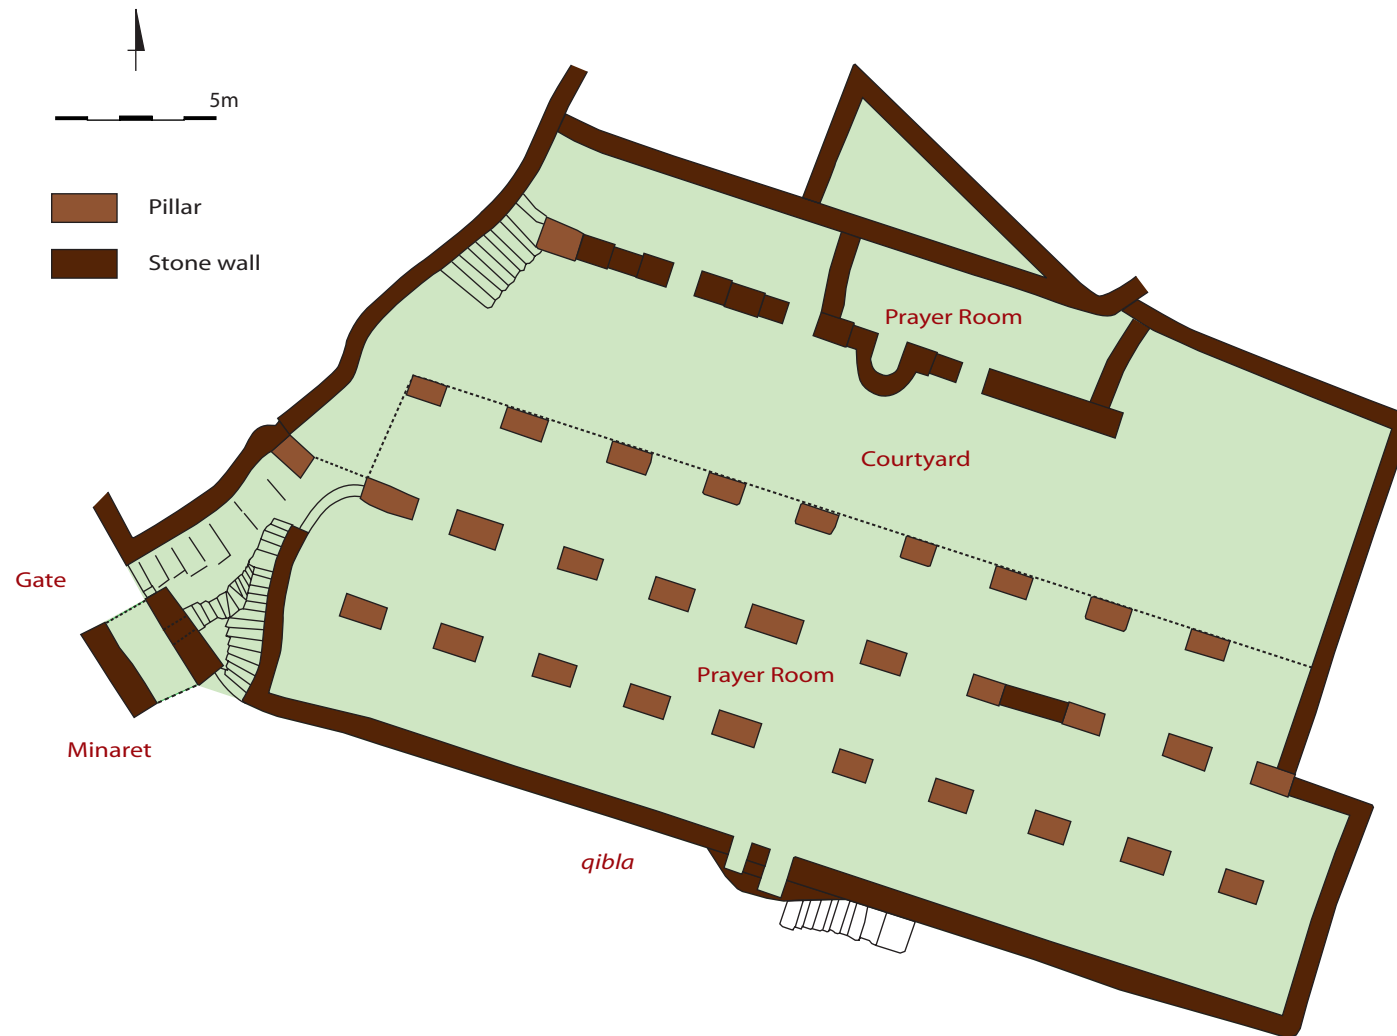 5m
Pillar
Stone wall
Prayer Room
Courtyard
Gate
Prayer Room
Minaret
qibla